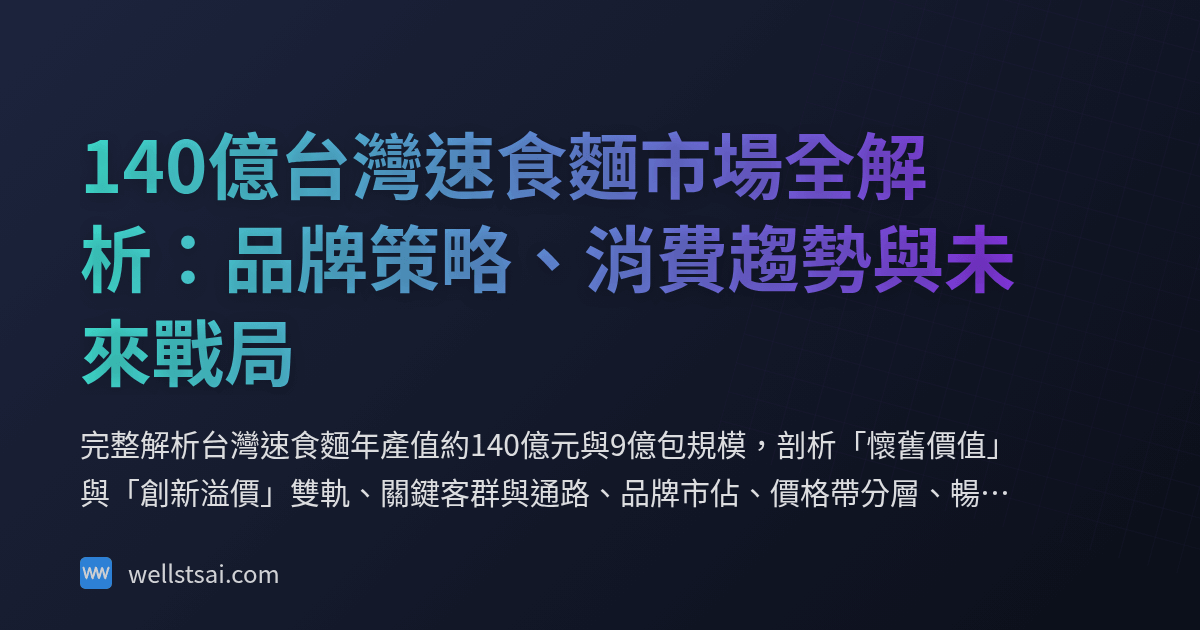 140億台灣速食麵市場全解
析：品牌策略、消費趨勢與未
來戰局
完整解析台灣速食麵年產值約140億元與9億包規模，剖析「懷舊價值」
與「創新溢價」雙軌、關鍵客群與通路、品牌市佔、價格帶分層、暢…
W wellstsai.com